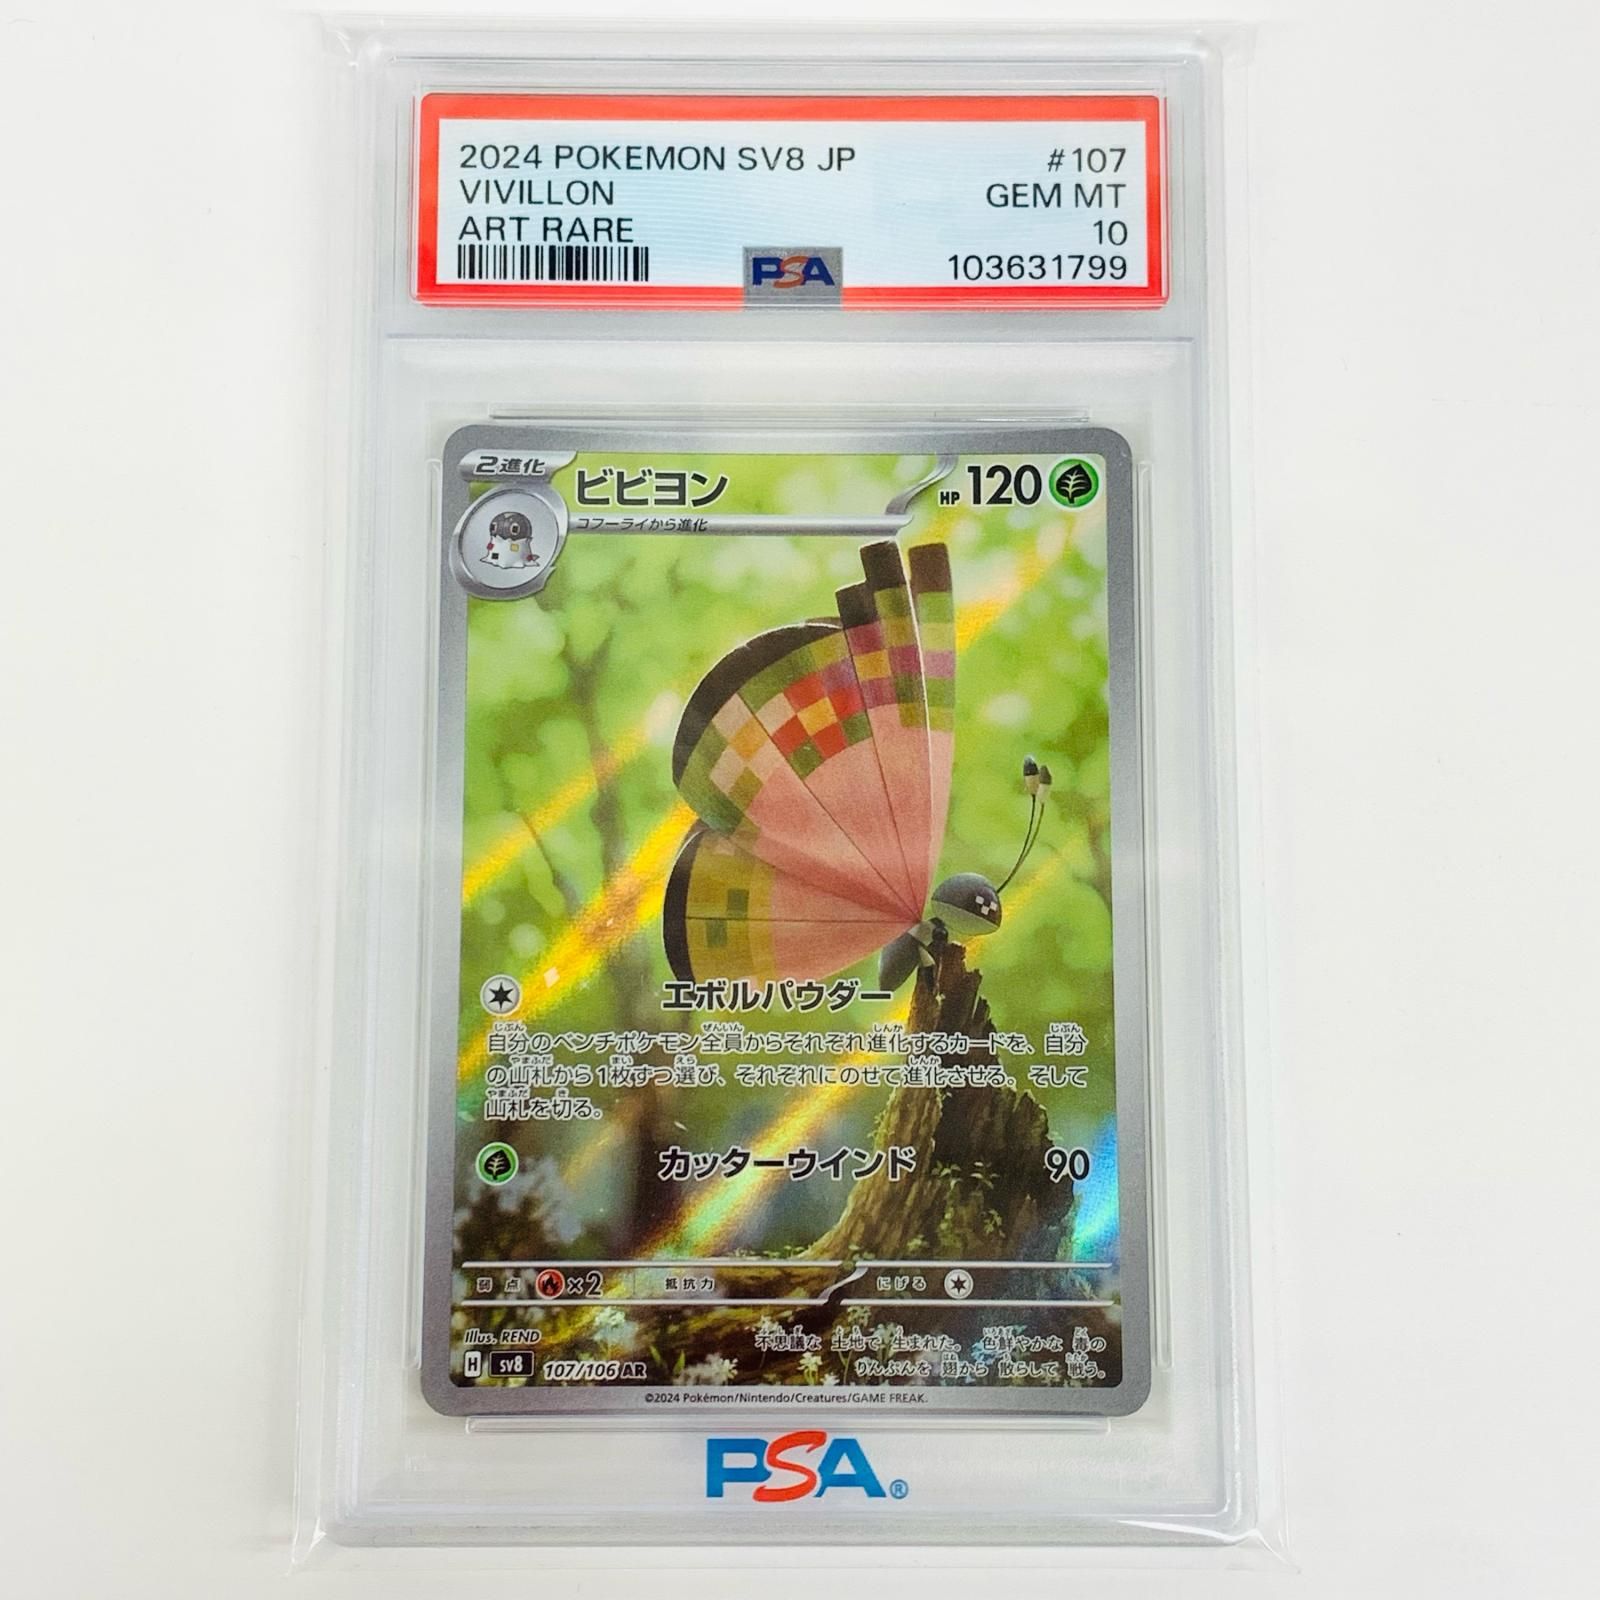 2024 POKEMON SV8 JP #107
VIVILLON GEM MT
ART RARE 10
PSA 103631799
2進化 ビビヨン HP 120
コフーライから進化
エボルパウダー
自分のベンチポケモン全員からそれぞれ進化するカードを、自分
の山札から1枚ずつ選び、それぞれにのせて進化させる。そして
山札を切る。
カッターウインド 90
弱点 ×2 抵抗力 にげる
Illus. REND
不思議な 土地で 生まれた。 色鮮やかな 毒の
りんぷんを 翅から 散らして 戦う。
H sv8 107/106 AR
©2024 Pokémon/Nintendo/Creatures/GAME FREAK.
PSA®